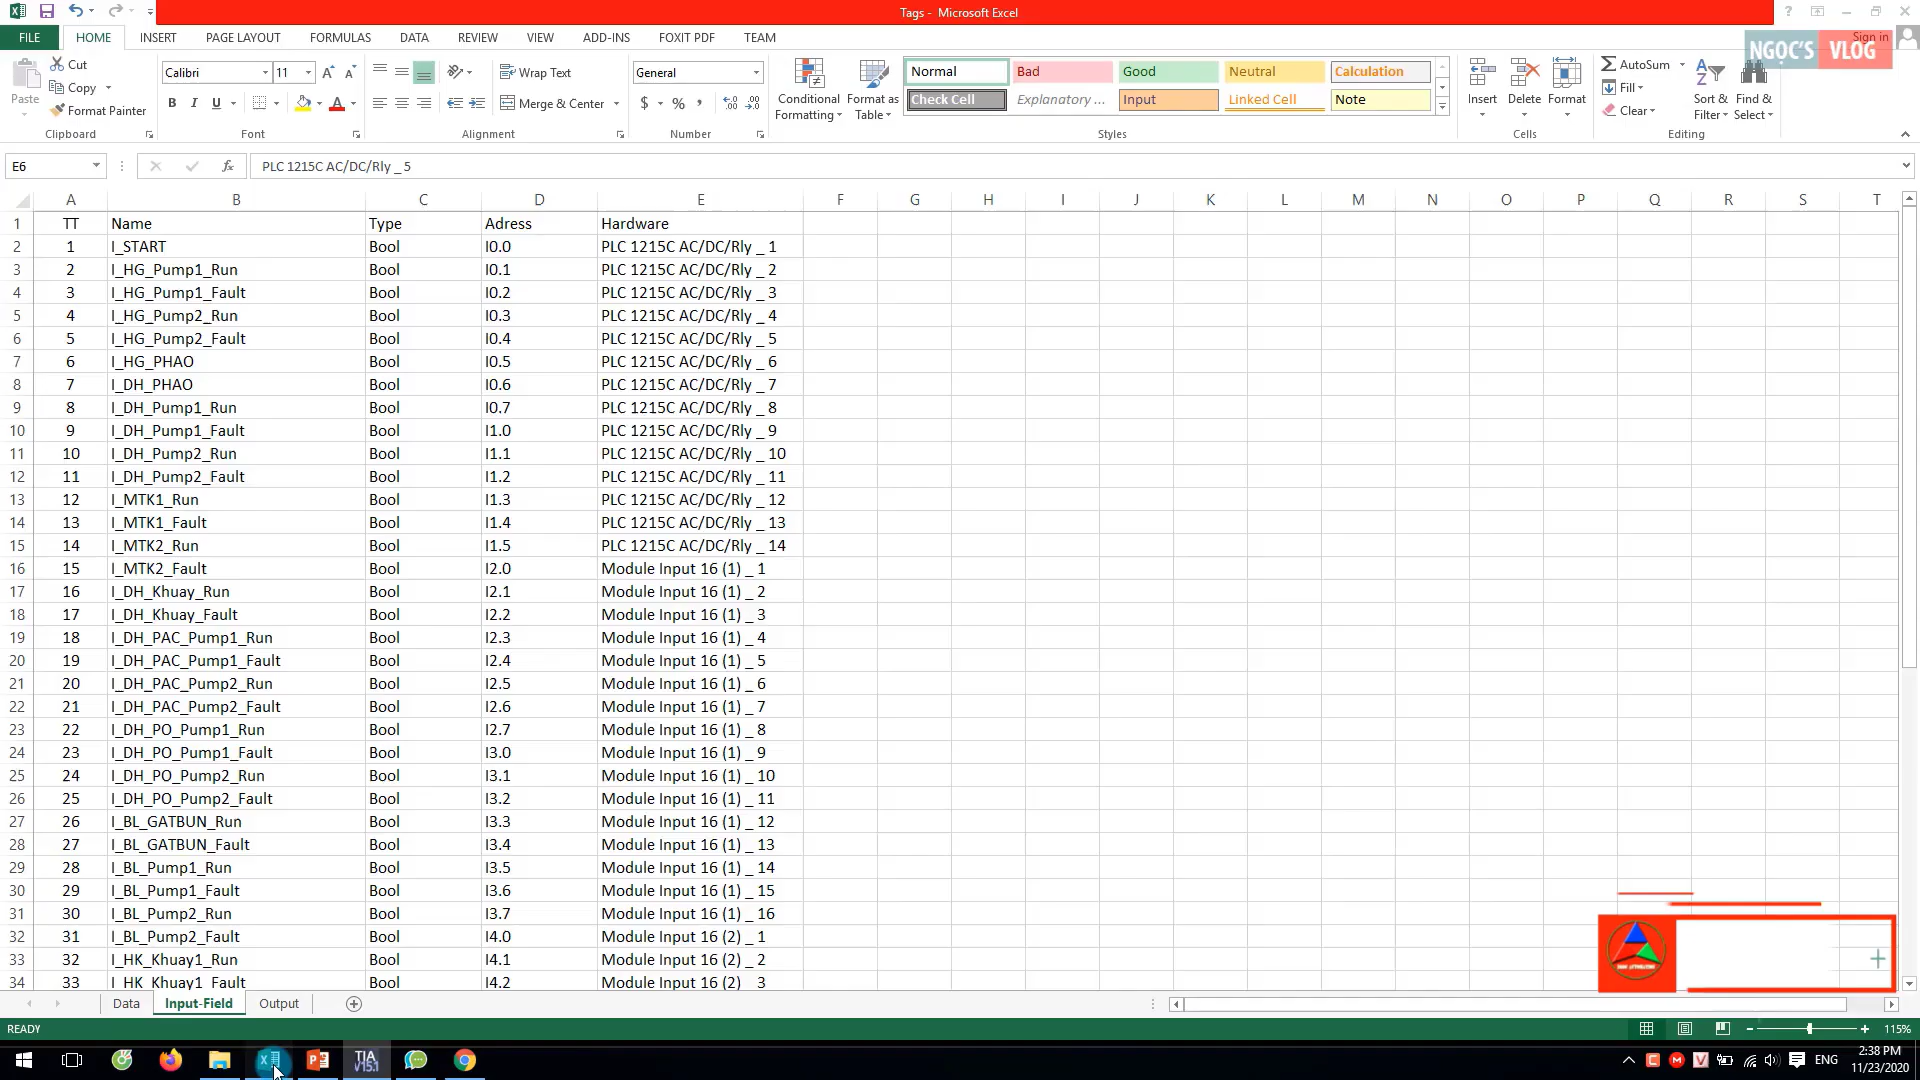 Tags - Microsoft Excel
FILE HOME INSERT PAGE LAYOUT FORMULAS DATA REVIEW VIEW ADD-INS FOXIT PDF TEAM Sign in
NGỌC'S VLOG
Paste Cut Copy Format Painter Clipboard
Calibri 11 B I U A Font
Wrap Text Merge & Center Alignment
General $ % Number
Conditional Formatting Format as Table
Normal Bad Good Neutral Calculation
Check Cell Explanatory ... Input Linked Cell Note
Styles
Insert Delete Format Cells
AutoSum Fill Clear Sort & Filter Find & Select Editing
E6 fx PLC 1215C AC/DC/Rly _ 5
A B C D E F G H I J K L M N O P Q R S T
1 TT Name Type Adress Hardware
2 1 I_START Bool I0.0 PLC 1215C AC/DC/Rly _ 1
3 2 I_HG_Pump1_Run Bool I0.1 PLC 1215C AC/DC/Rly _ 2
4 3 I_HG_Pump1_Fault Bool I0.2 PLC 1215C AC/DC/Rly _ 3
5 4 I_HG_Pump2_Run Bool I0.3 PLC 1215C AC/DC/Rly _ 4
6 5 I_HG_Pump2_Fault Bool I0.4 PLC 1215C AC/DC/Rly _ 5
7 6 I_HG_PHAO Bool I0.5 PLC 1215C AC/DC/Rly _ 6
8 7 I_DH_PHAO Bool I0.6 PLC 1215C AC/DC/Rly _ 7
9 8 I_DH_Pump1_Run Bool I0.7 PLC 1215C AC/DC/Rly _ 8
10 9 I_DH_Pump1_Fault Bool I1.0 PLC 1215C AC/DC/Rly _ 9
11 10 I_DH_Pump2_Run Bool I1.1 PLC 1215C AC/DC/Rly _ 10
12 11 I_DH_Pump2_Fault Bool I1.2 PLC 1215C AC/DC/Rly _ 11
13 12 I_MTK1_Run Bool I1.3 PLC 1215C AC/DC/Rly _ 12
14 13 I_MTK1_Fault Bool I1.4 PLC 1215C AC/DC/Rly _ 13
15 14 I_MTK2_Run Bool I1.5 PLC 1215C AC/DC/Rly _ 14
16 15 I_MTK2_Fault Bool I2.0 Module Input 16 (1) _ 1
17 16 I_DH_Khuay_Run Bool I2.1 Module Input 16 (1) _ 2
18 17 I_DH_Khuay_Fault Bool I2.2 Module Input 16 (1) _ 3
19 18 I_DH_PAC_Pump1_Run Bool I2.3 Module Input 16 (1) _ 4
20 19 I_DH_PAC_Pump1_Fault Bool I2.4 Module Input 16 (1) _ 5
21 20 I_DH_PAC_Pump2_Run Bool I2.5 Module Input 16 (1) _ 6
22 21 I_DH_PAC_Pump2_Fault Bool I2.6 Module Input 16 (1) _ 7
23 22 I_DH_PO_Pump1_Run Bool I2.7 Module Input 16 (1) _ 8
24 23 I_DH_PO_Pump1_Fault Bool I3.0 Module Input 16 (1) _ 9
25 24 I_DH_PO_Pump2_Run Bool I3.1 Module Input 16 (1) _ 10
26 25 I_DH_PO_Pump2_Fault Bool I3.2 Module Input 16 (1) _ 11
27 26 I_BL_GATBUN_Run Bool I3.3 Module Input 16 (1) _ 12
28 27 I_BL_GATBUN_Fault Bool I3.4 Module Input 16 (1) _ 13
29 28 I_BL_Pump1_Run Bool I3.5 Module Input 16 (1) _ 14
30 29 I_BL_Pump1_Fault Bool I3.6 Module Input 16 (1) _ 15
31 30 I_BL_Pump2_Run Bool I3.7 Module Input 16 (1) _ 16
32 31 I_BL_Pump2_Fault Bool I4.0 Module Input 16 (2) _ 1
33 32 I_HK_Khuay1_Run Bool I4.1 Module Input 16 (2) _ 2
34 33 I_HK_Khuay1_Fault Bool I4.2 Module Input 16 (2) _ 3
Data Input-Field Output
READY 115%
TIA V15.1
ENG 2:38 PM
11/23/2020